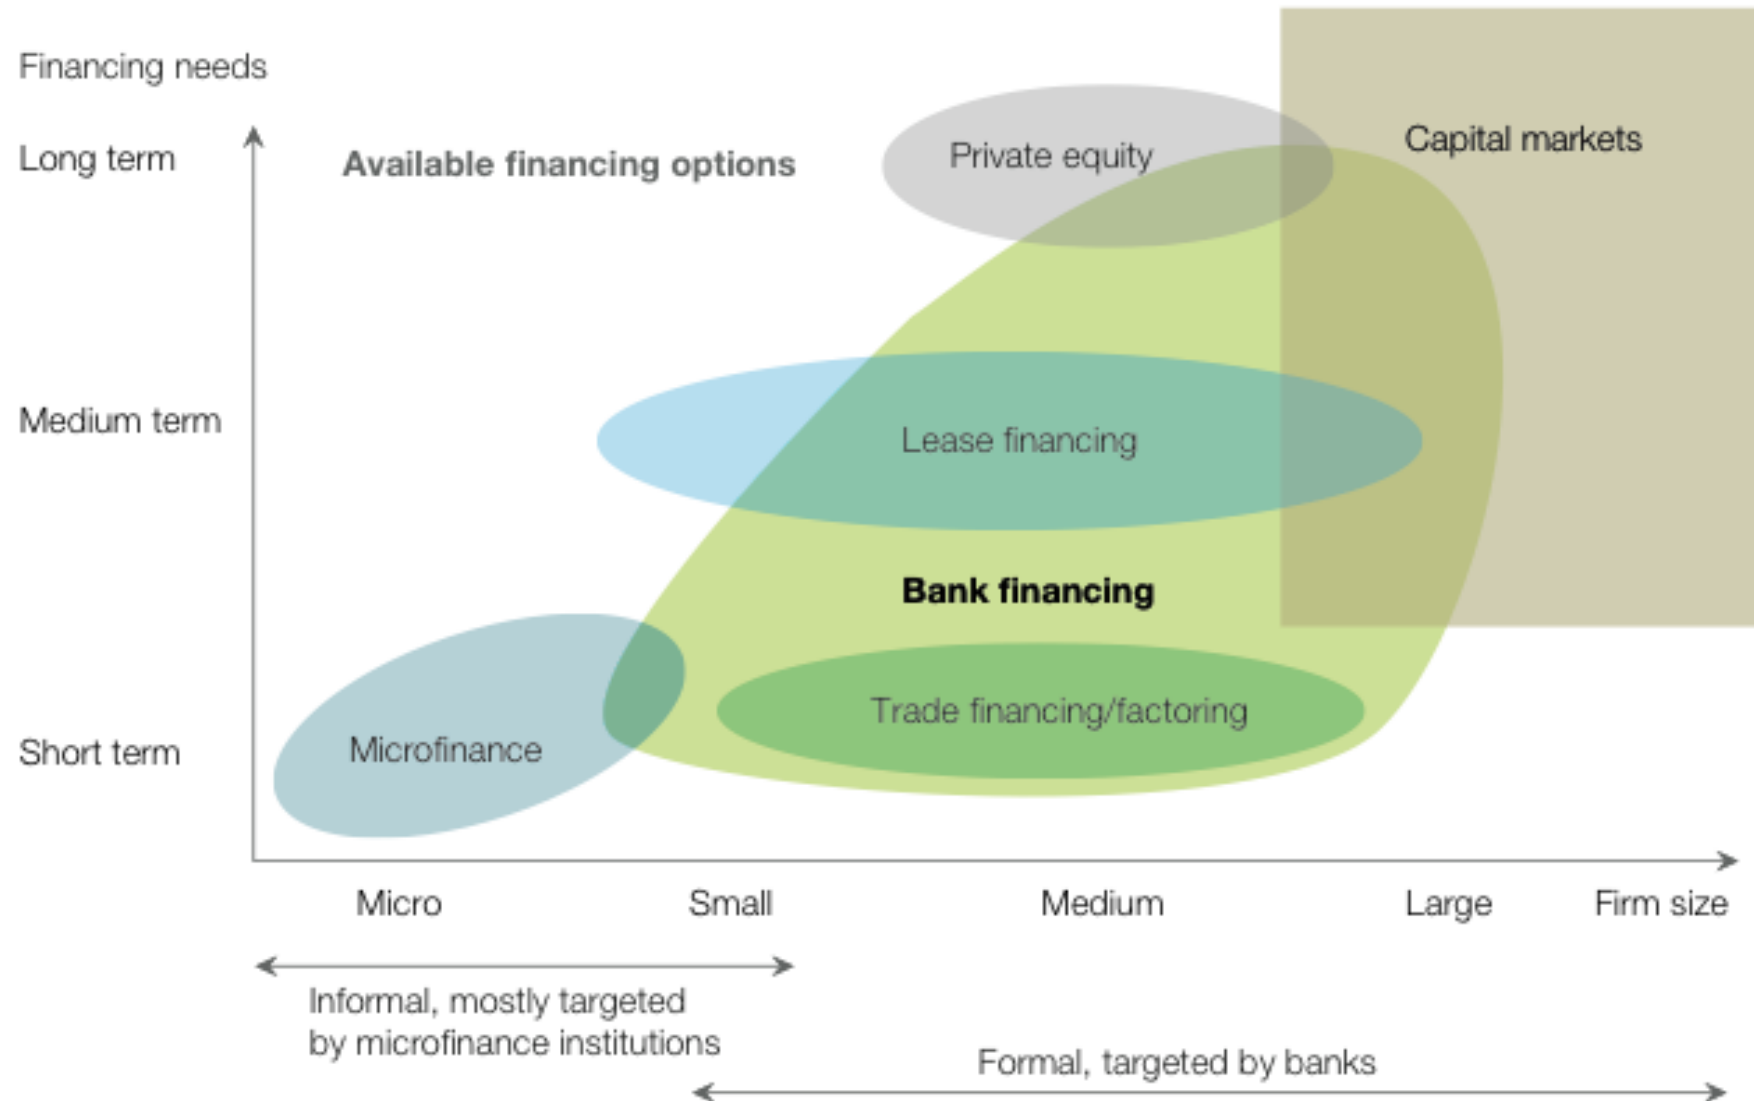 Financing needs
Long term
Available financing options
Private equity
Capital markets
Medium term
Lease financing
Bank financing
Trade financing/factoring
Short term
Microfinance
Micro
Small
Medium
Large
Firm size
Informal, mostly targeted
by microfinance institutions
Formal, targeted by banks